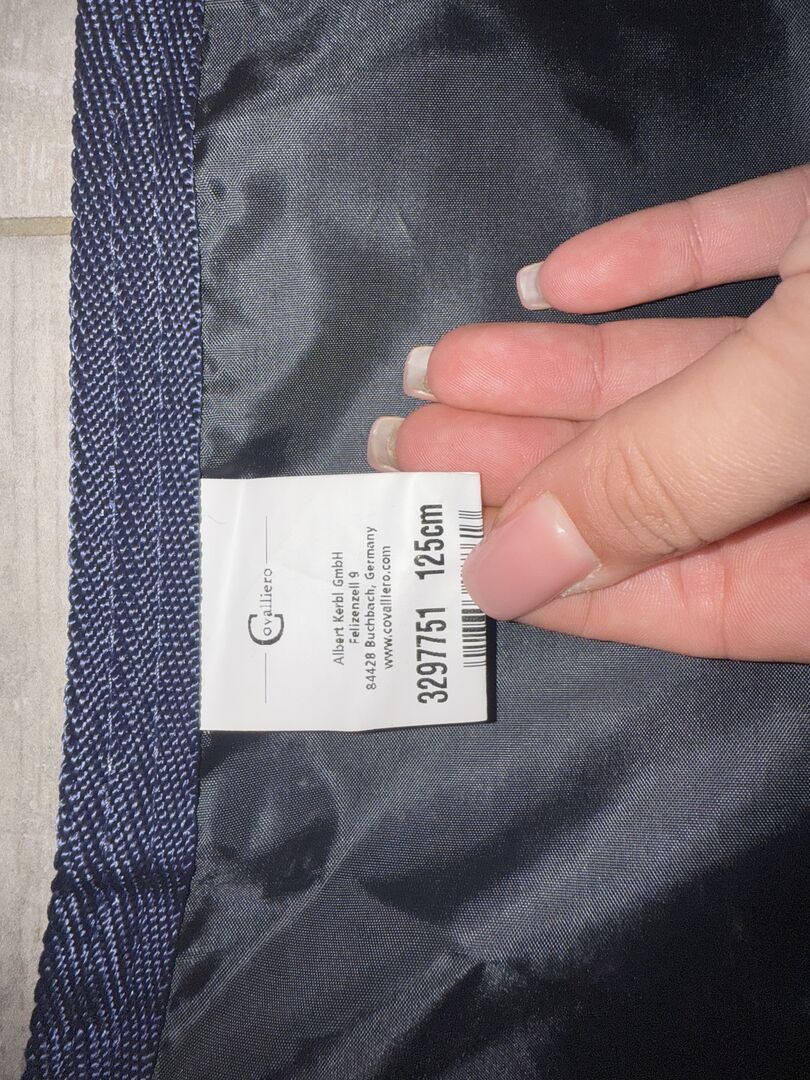 Covalliero
Albert Kerbl GmbH
Felizenzell 9
84428 Buchbach, Germany
www.covalliero.com
3297751 125cm